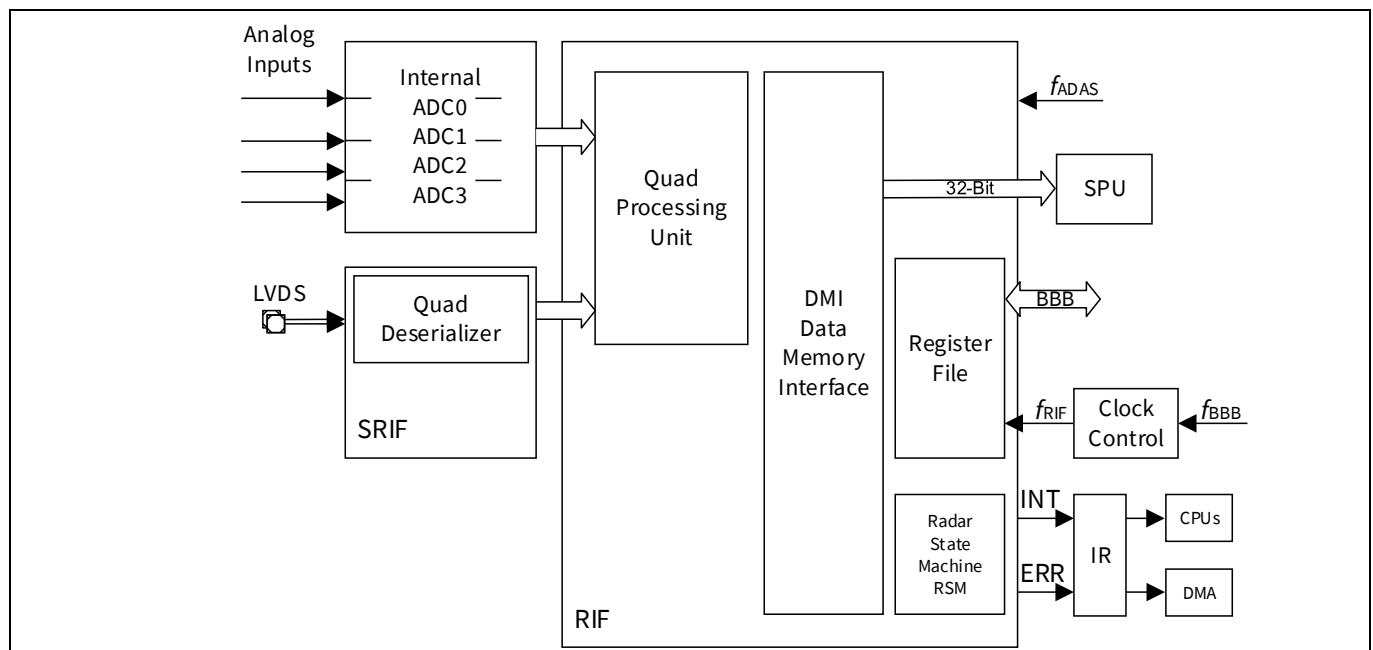 Analog
Inputs
Internal
ADC0
ADC1
ADC2
ADC3
LVDS
Quad
Deserializer
SRIF
Quad
Processing
Unit
DMI
Data
Memory
Interface
fADAS
32-Bit
SPU
Register
File
BBB
fRIF
Clock
Control
fBBB
Radar
State
Machine
RSM
INT
ERR
IR
CPUs
DMA
RIF